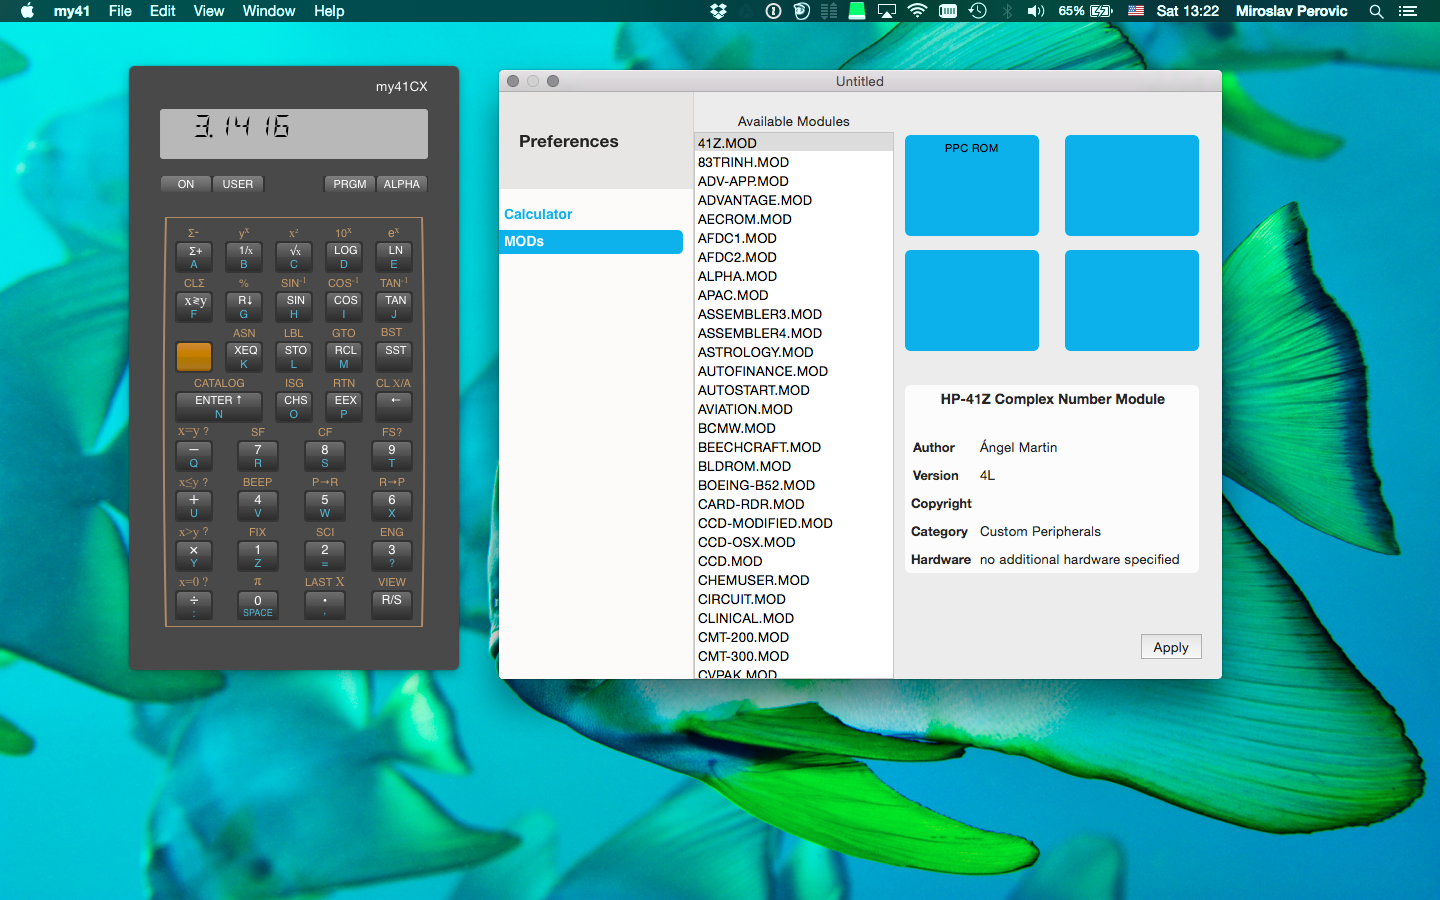 my41 File Edit View Window Help
65% Sat 13:22 Miroslav Perovic
my41CX
3.1416
ON USER PRGM ALPHA
Σ- yˣ x² 10ˣ eˣ
Σ+ 1/x √x LOG LN
A B C D E
CLΣ % SIN⁻¹ COS⁻¹ TAN⁻¹
x≷y R↓ SIN COS TAN
F G H I J
ASN LBL GTO BST
XEQ STO RCL SST
K L M
CATALOG ISG RTN CL X/A
ENTER ↑ CHS EEX ←
N O P
x=y ? SF CF FS?
− 7 8 9
Q R S T
x≤y ? BEEP P→R R→P
+ 4 5 6
U V W X
x>y ? FIX SCI ENG
× 1 2 3
Y Z = ?
x=0 ? π LAST X VIEW
÷ 0 • R/S
: SPACE ,
Untitled
Preferences
Calculator
MODs
Available Modules
41Z.MOD
83TRINH.MOD
ADV-APP.MOD
ADVANTAGE.MOD
AECROM.MOD
AFDC1.MOD
AFDC2.MOD
ALPHA.MOD
APAC.MOD
ASSEMBLER3.MOD
ASSEMBLER4.MOD
ASTROLOGY.MOD
AUTOFINANCE.MOD
AUTOSTART.MOD
AVIATION.MOD
BCMW.MOD
BEECHCRAFT.MOD
BLDROM.MOD
BOEING-B52.MOD
CARD-RDR.MOD
CCD-MODIFIED.MOD
CCD-OSX.MOD
CCD.MOD
CHEMUSER.MOD
CIRCUIT.MOD
CLINICAL.MOD
CMT-200.MOD
CMT-300.MOD
CVPAK.MOD
PPC ROM
HP-41Z Complex Number Module
Author Ángel Martin
Version 4L
Copyright
Category Custom Peripherals
Hardware no additional hardware specified
Apply